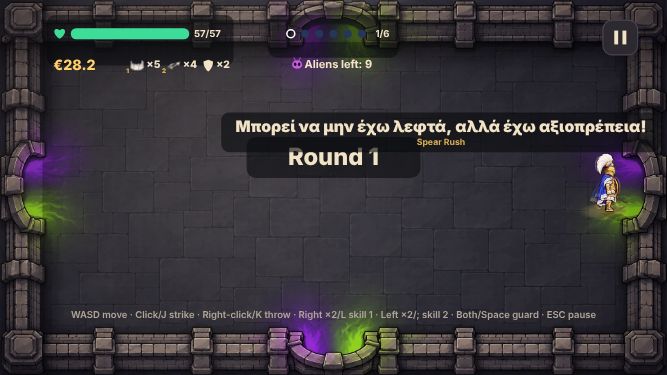 57/57
1/6
€28.2
1 ×5 2 ×4 ×2
Aliens left: 9
Μπορεί να μην έχω λεφτά, αλλά έχω αξιοπρέπεια!
Spear Rush
Round 1
WASD move · Click/J strike · Right-click/K throw · Right ×2/L skill 1 · Left ×2/; skill 2 · Both/Space guard · ESC pause